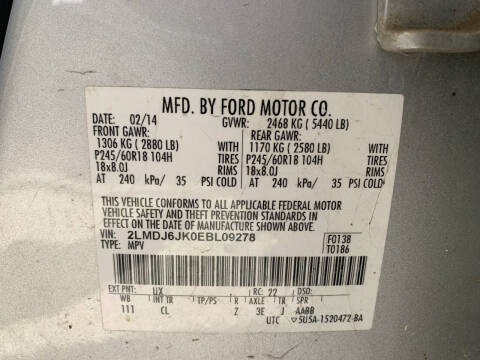 MFD. BY FORD MOTOR CO.
DATE: 02/14 GVWR: 2468 KG ( 5440 LB)
FRONT GAWR: REAR GAWR:
1306 KG ( 2880 LB) WITH 1170 KG ( 2580 LB) WITH
P245/60R18 104H TIRES P245/60R18 104H TIRES
18x8.0J RIMS 18x8.0J RIMS
AT 240 kPa/ 35 PSI COLD AT 240 kPa/ 35 PSI COLD
THIS VEHICLE CONFORMS TO ALL APPLICABLE FEDERAL MOTOR
VEHICLE SAFETY AND THEFT PREVENTION STANDARDS IN
EFFECT ON THE DATE OF MANUFACTURE SHOWN ABOVE.
VIN: 2LMDJ6JK0EBL09278 F0138
TYPE: MPV T0186
EXT PNT: UX RC: 22 DSO:
WB INT TR TP/PS R AXLE TR SPR
111 CL Z 3E J AABB
UTC 5U5A-1520472-BA